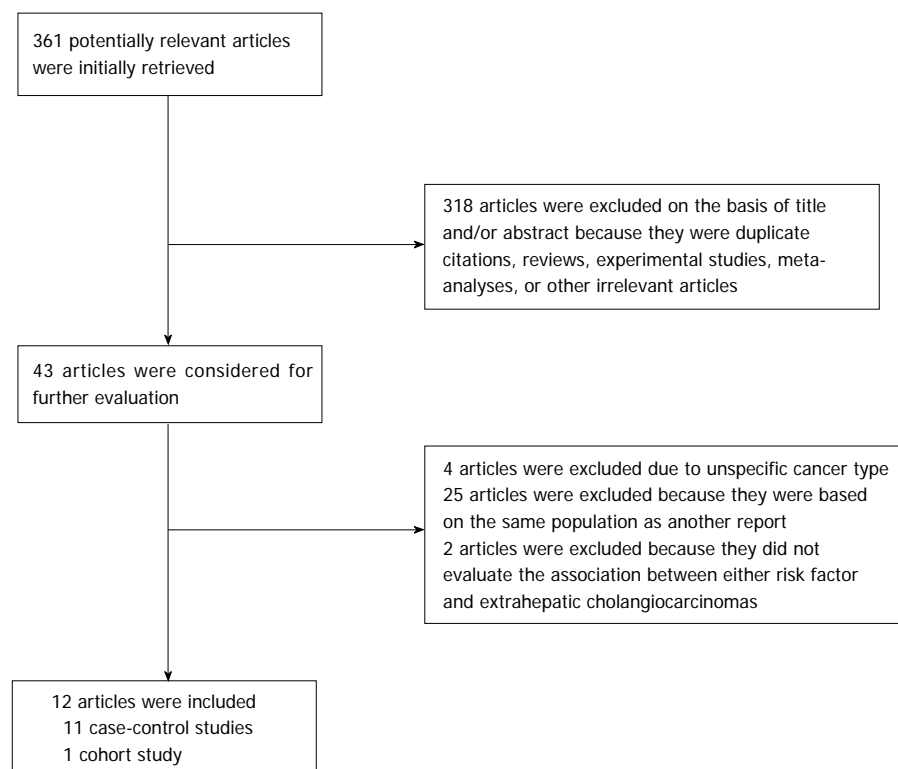 361 potentially relevant articles
were initially retrieved
318 articles were excluded on the basis of title
and/or abstract because they were duplicate
citations, reviews, experimental studies, meta-
analyses, or other irrelevant articles
43 articles were considered for
further evaluation
4 articles were excluded due to unspecific cancer type
25 articles were excluded because they were based
on the same population as another report
2 articles were excluded because they did not
evaluate the association between either risk factor
and extrahepatic cholangiocarcinomas
12 articles were included
11 case-control studies
1 cohort study